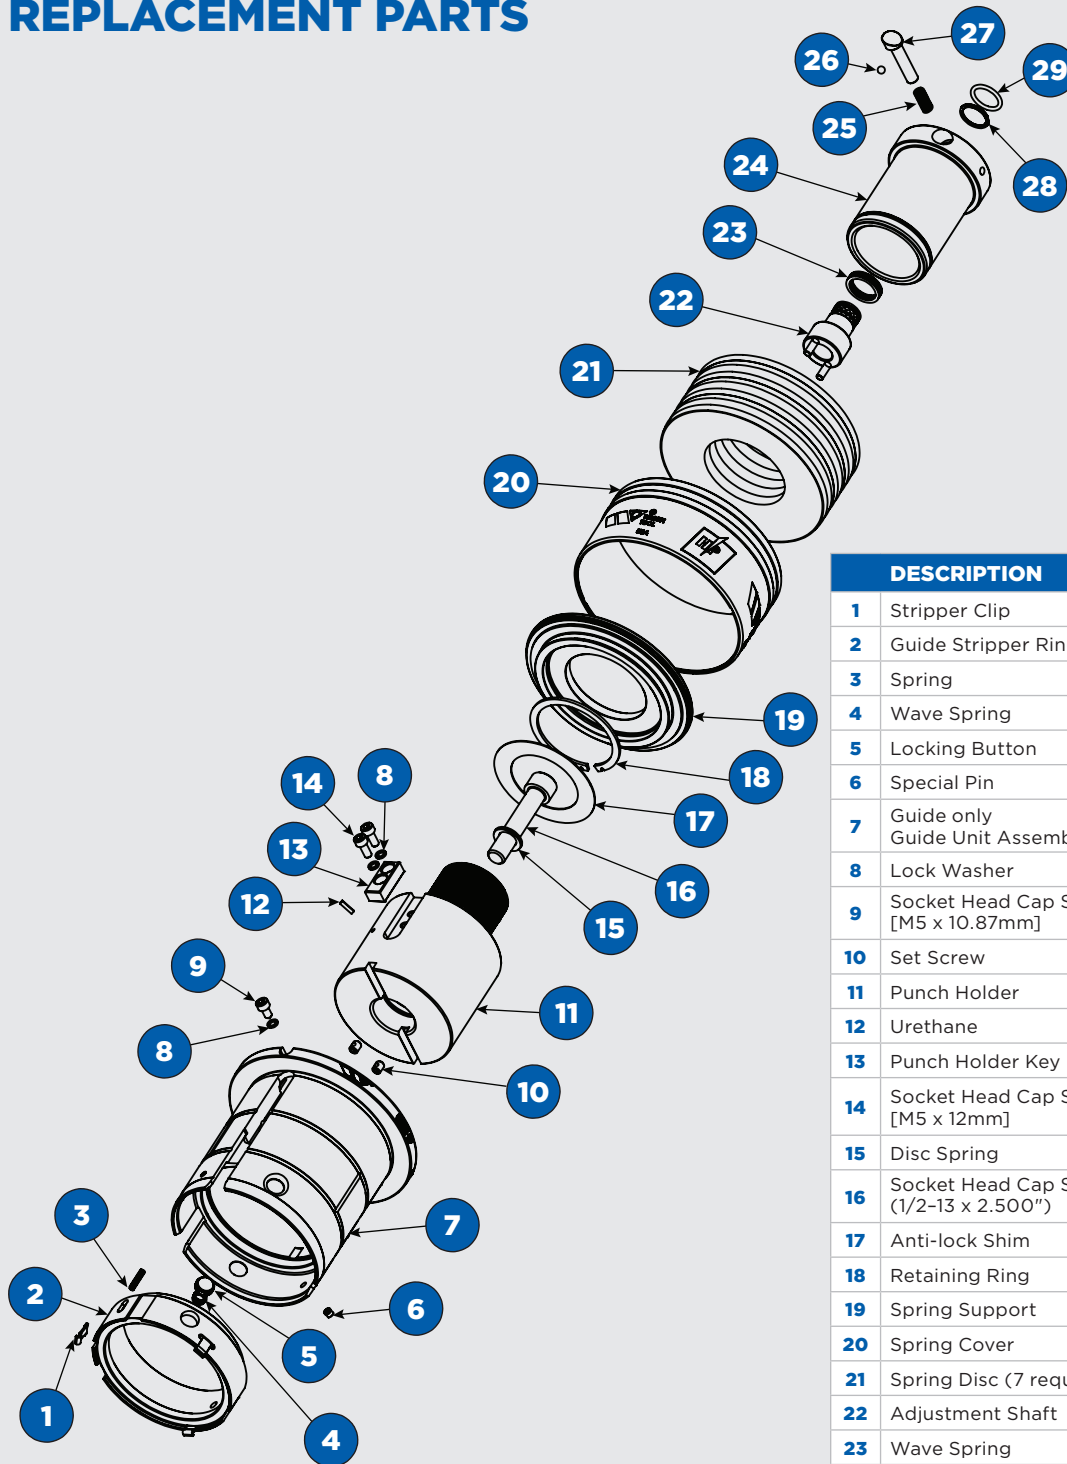 REPLACEMENT PARTS
27
26
29
25
28
24
23
22
21
20
19
18
17
16
15
14
8
13
12
11
9
8
10
7
3
2
6
5
1
4
DESCRIPTION
1 Stripper Clip
2 Guide Stripper Rin
3 Spring
4 Wave Spring
5 Locking Button
6 Special Pin
7 Guide only
Guide Unit Assemb
8 Lock Washer
9 Socket Head Cap S
[M5 x 10.87mm]
10 Set Screw
11 Punch Holder
12 Urethane
13 Punch Holder Key
14 Socket Head Cap S
[M5 x 12mm]
15 Disc Spring
16 Socket Head Cap S
(1/2-13 x 2.500")
17 Anti-lock Shim
18 Retaining Ring
19 Spring Support
20 Spring Cover
21 Spring Disc (7 requ
22 Adjustment Shaft
23 Wave Spring